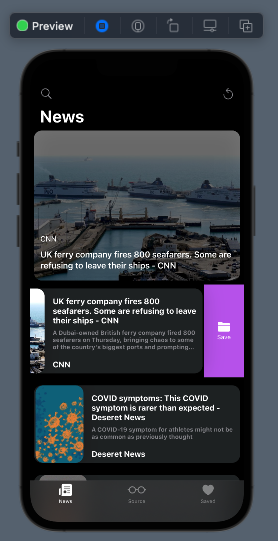 Preview
News
CNN
UK ferry company fires 800 seafarers. Some are
refusing to leave their ships - CNN
UK ferry company fires 800
seafarers. Some are refusing to leave
their ships - CNN
A Dubai-owned British ferry company fired 800
seafarers on Thursday, bringing chaos to some
of the country's biggest ports and prompting...
CNN
Save
COVID symptoms: This COVID
symptom is rarer than expected -
Deseret News
A COVID-19 symptom for athletes might not be
as common as previously thought
Deseret News
News
Source
Saved